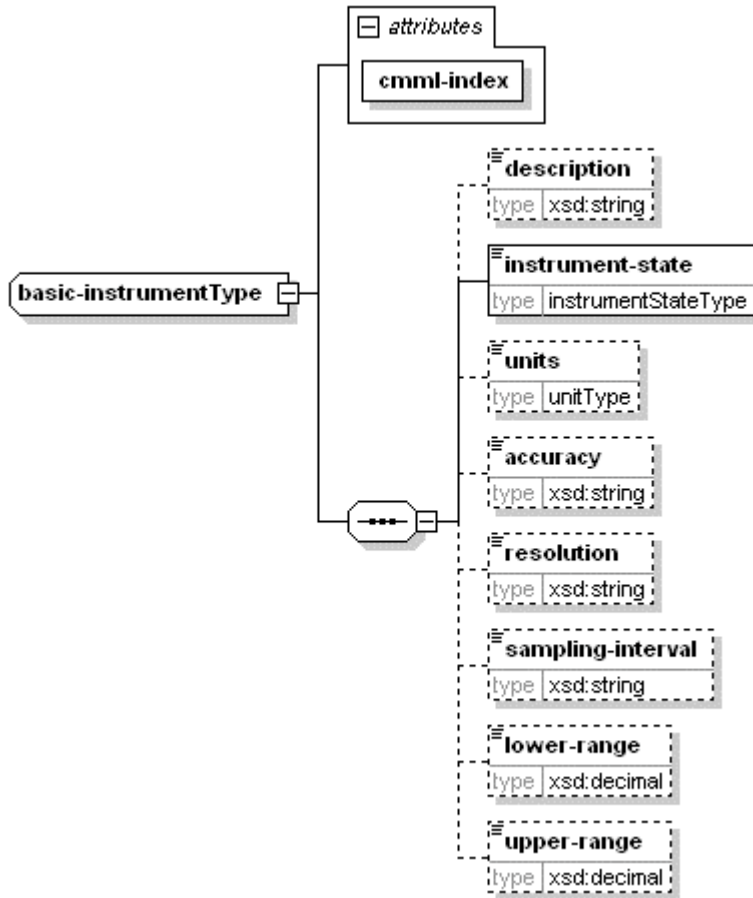 attributes
cmml-index
description
type xsd:string
instrument-state
type instrumentStateType
basic-instrumentType
units
type unitType
accuracy
type xsd:string
resolution
type xsd:string
sampling-interval
type xsd:string
lower-range
type xsd:decimal
upper-range
type xsd:decimal